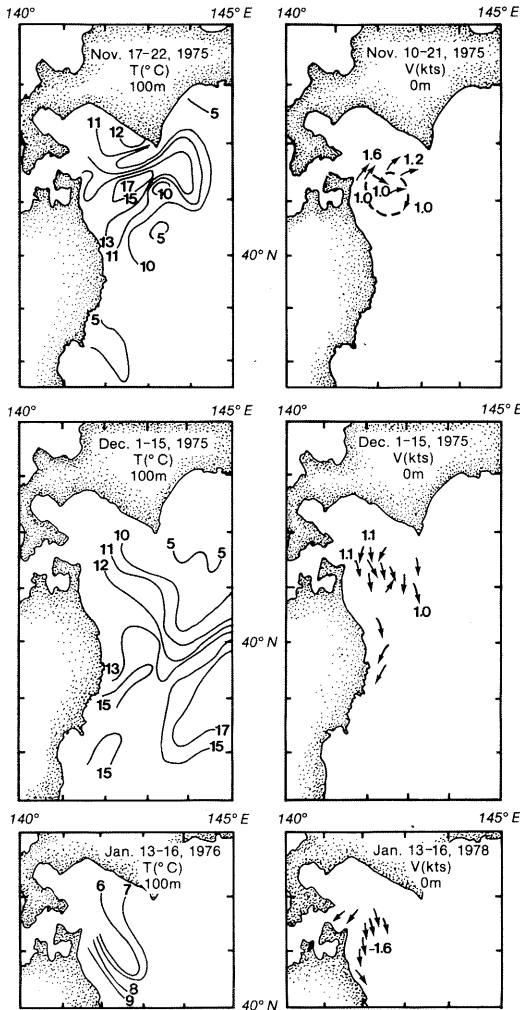 140° 145° E
Nov. 17-22, 1975
T(°C)
100m
5
11
12
17
15
10
5
13
11
10
5
40° N
145° E
Nov. 10-21, 1975
V(kts)
0m
1.6
1.2
1.0
1.0
1.0
140° 145° E
Dec. 1-15, 1975
T(°C)
100m
10
11
12
5
5
13
15
17
15
15
40° N
140° 145° E
Dec. 1-15, 1975
V(kts)
0m
1.1
1.1
1.0
140° 145° E
Jan. 13-16, 1976
T(°C)
100m
6
7
8
9
40° N
140° 145° E
Jan. 13-16, 1978
V(kts)
0m
1.6